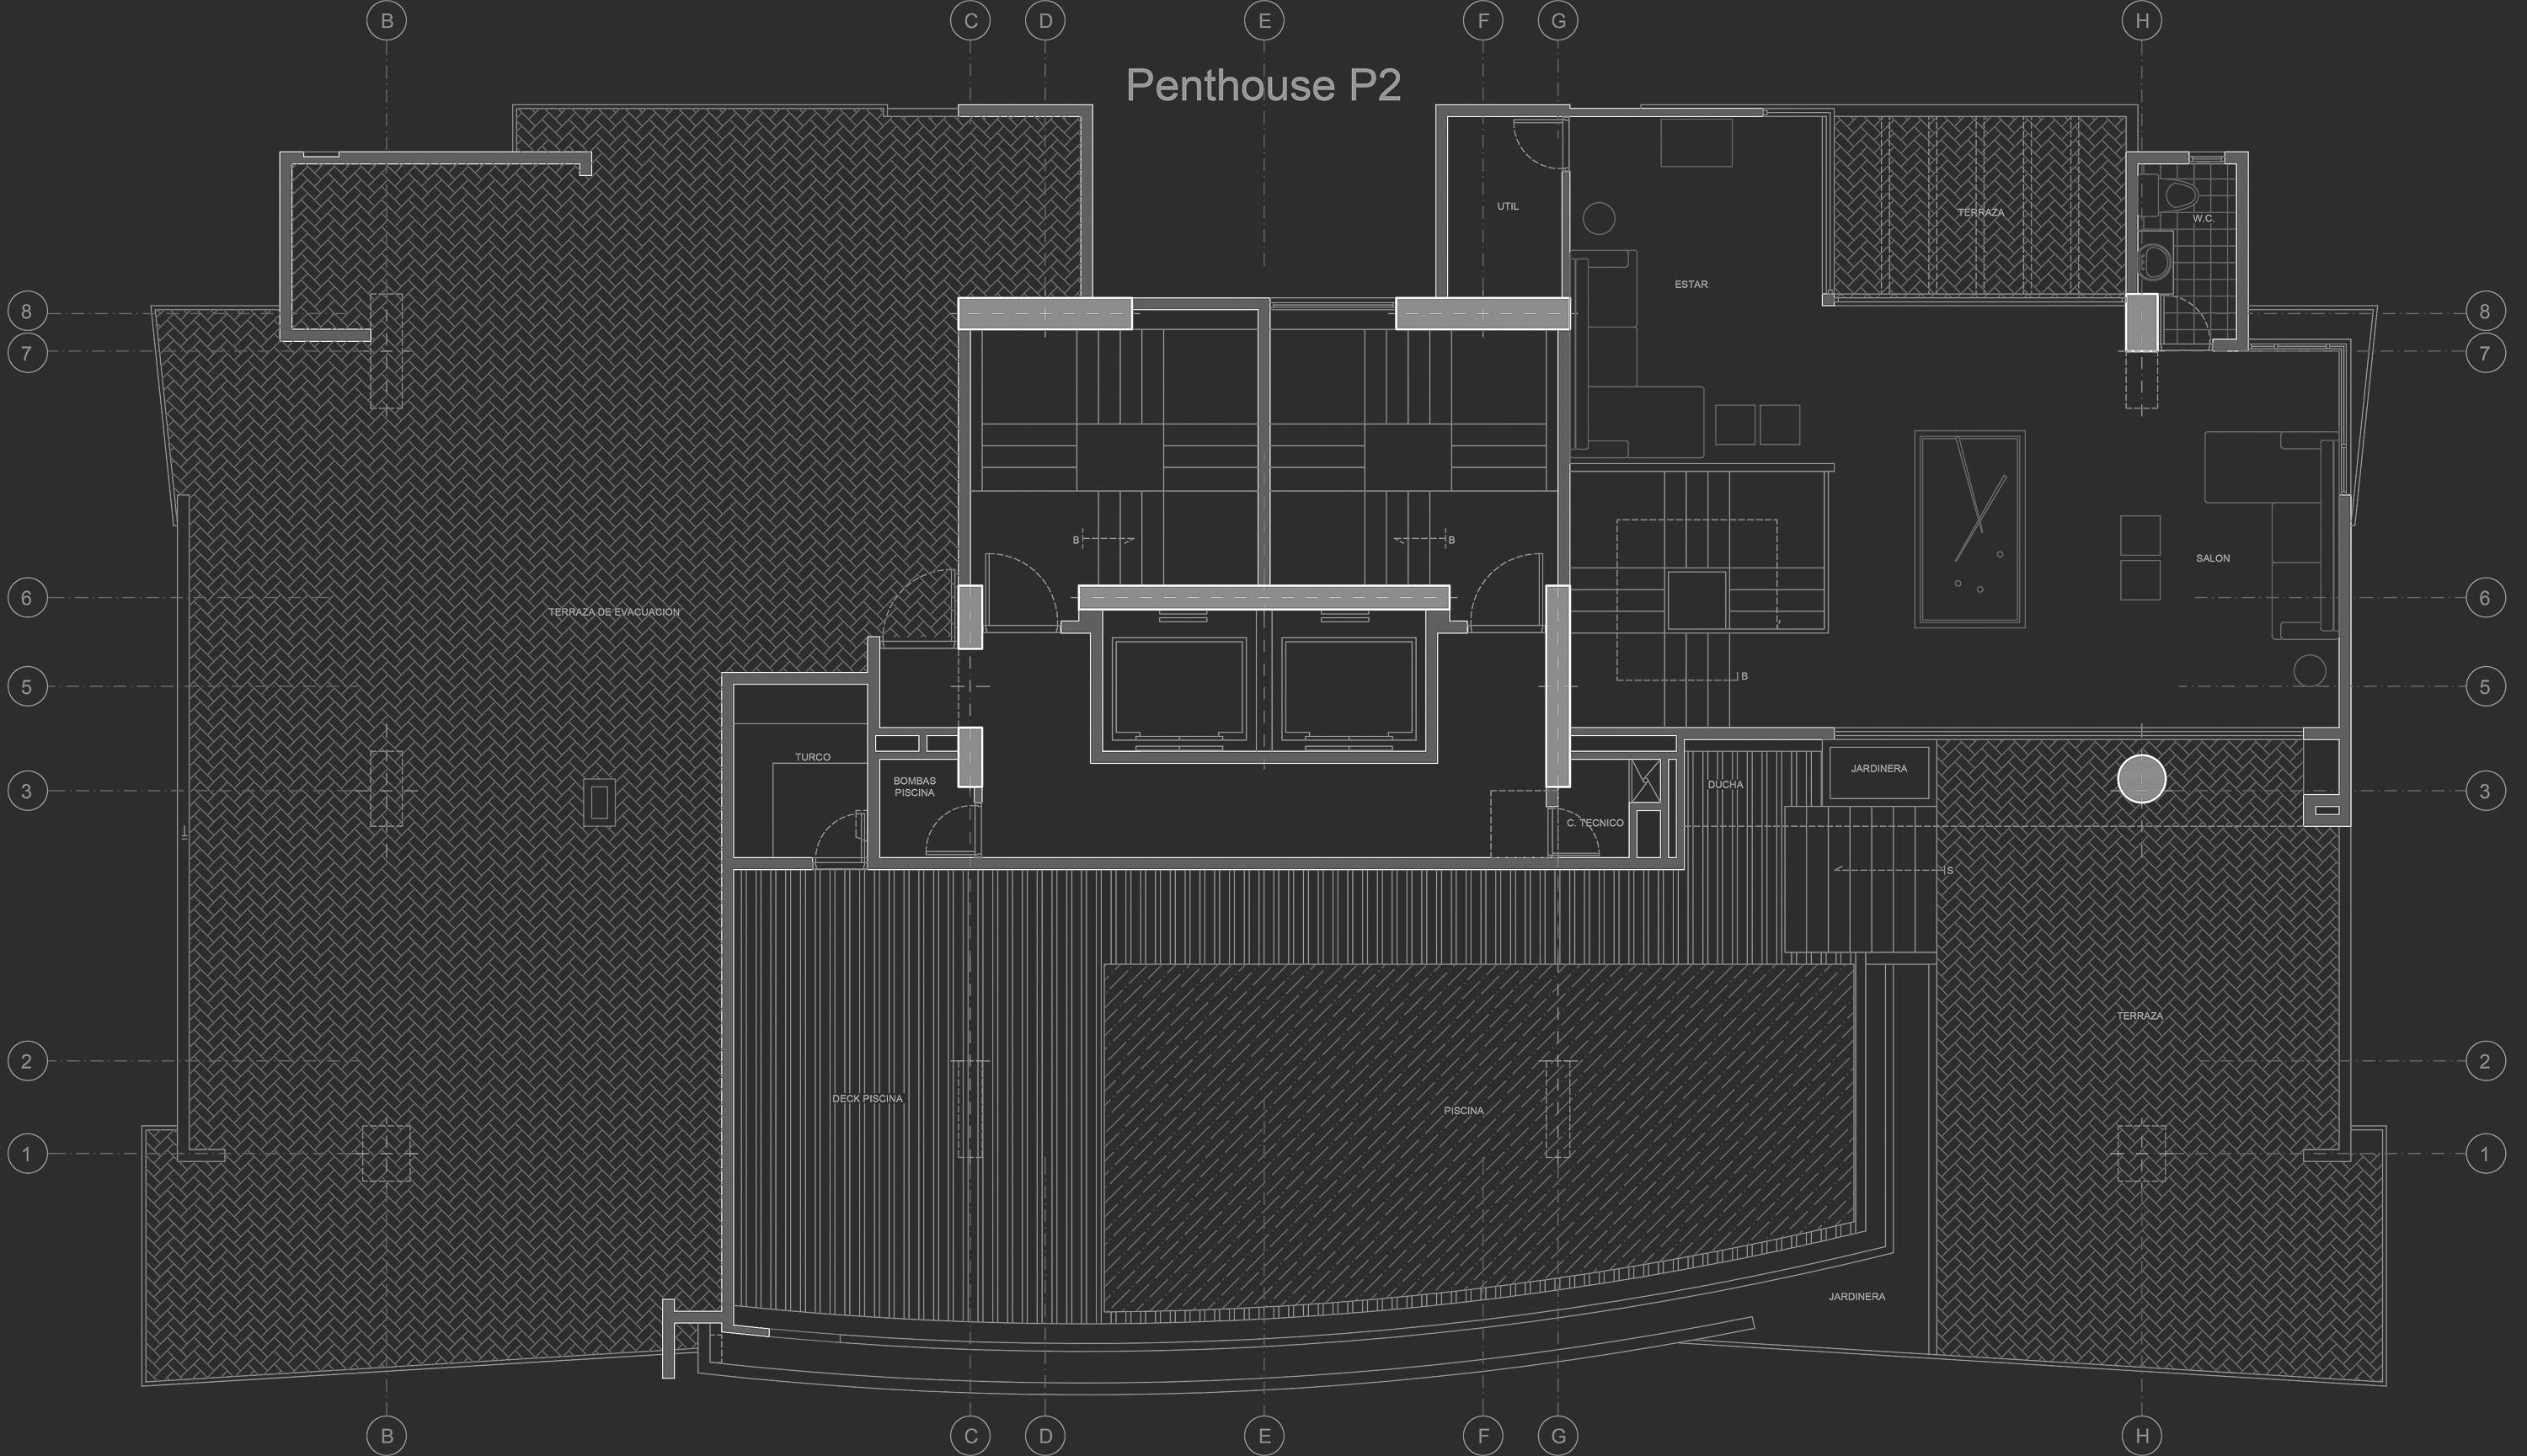 B
C
D
E
F
G
H
Penthouse P2
UTIL
TERRAZA
W.C.
ESTAR
8
8
7
7
B
B
SALON
6
TERRAZA DE EVACUACION
6
5
B
5
TURCO
BOMBAS
PISCINA
DUCHA
JARDINERA
3
C. TECNICO
3
S
TERRAZA
2
2
DECK PISCINA
PISCINA
1
1
JARDINERA
B
C
D
E
F
G
H